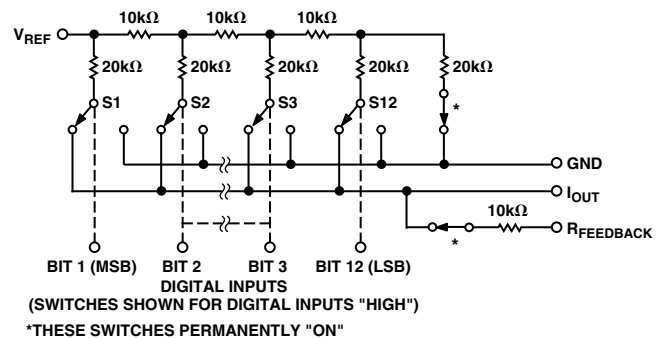 10kΩ 10kΩ 10kΩ
VREF
20kΩ 20kΩ 20kΩ 20kΩ 20kΩ
S1 S2 S3 S12 *
GND
IOUT
10kΩ
RFEEDBACK
*
BIT 1 (MSB) BIT 2 BIT 3 BIT 12 (LSB)
DIGITAL INPUTS
(SWITCHES SHOWN FOR DIGITAL INPUTS "HIGH")
*THESE SWITCHES PERMANENTLY "ON"